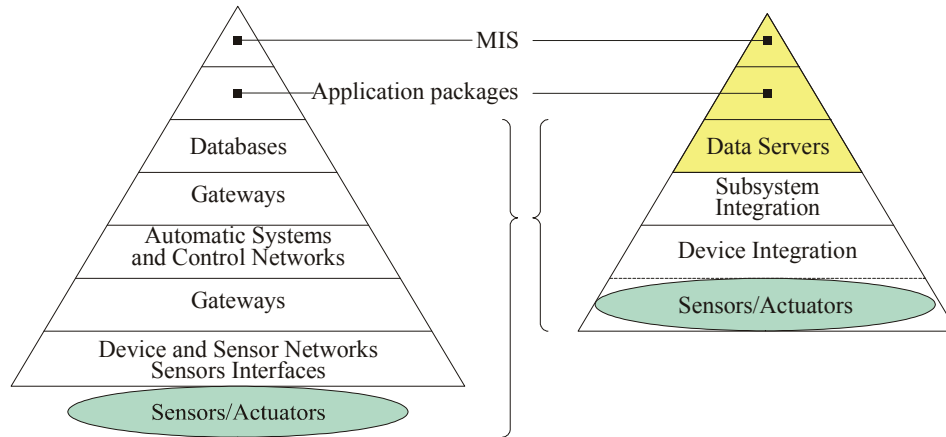 MIS
Application packages
Databases
Gateways
Automatic Systems
and Control Networks
Gateways
Device and Sensor Networks
Sensors Interfaces
Sensors/Actuators
Data Servers
Subsystem
Integration
Device Integration
Sensors/Actuators